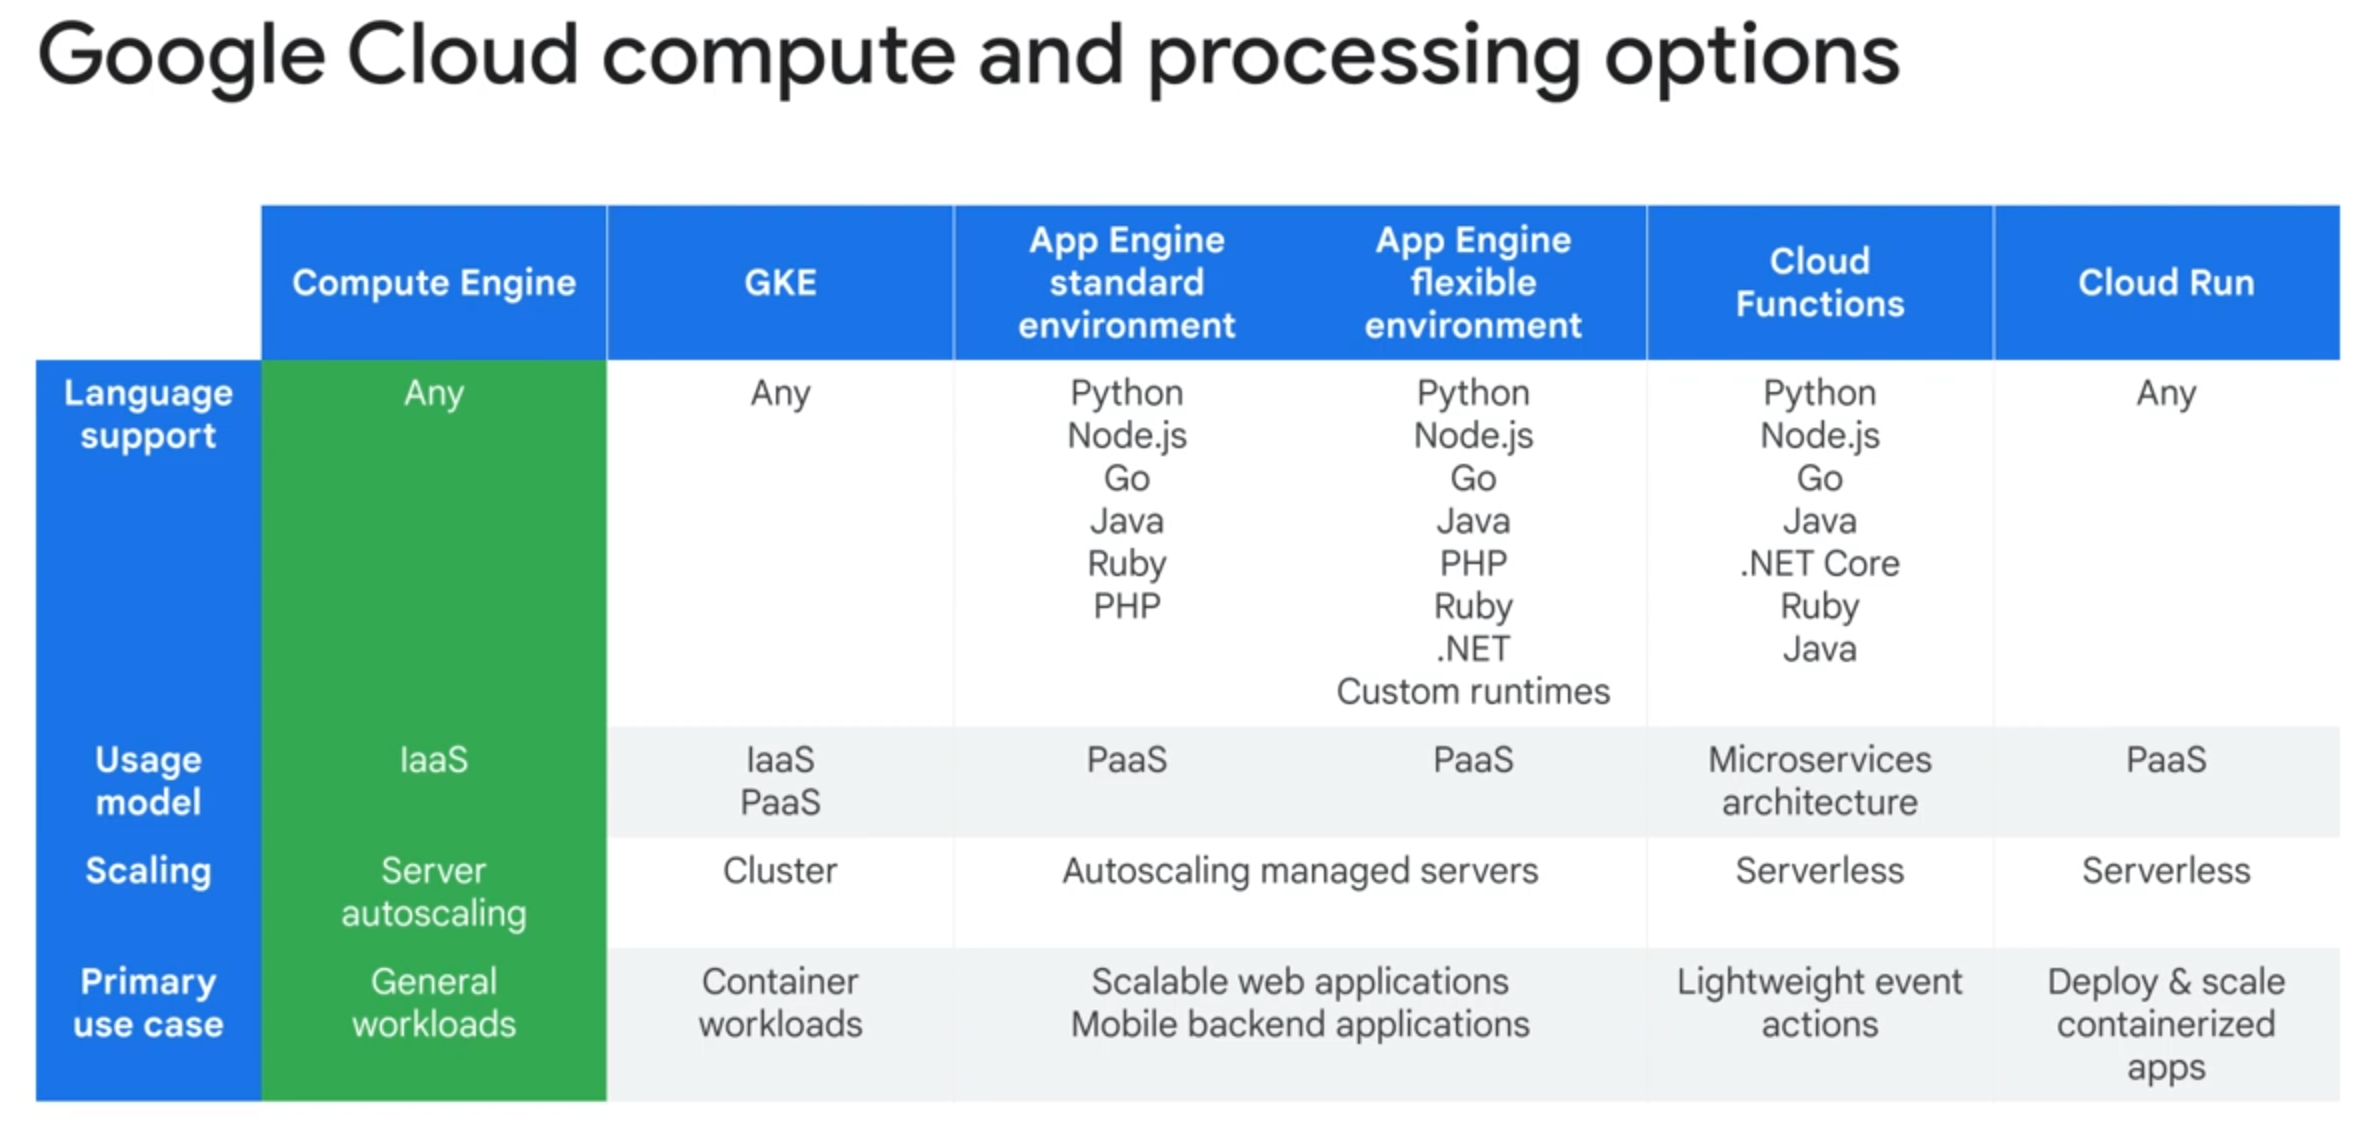 Google Cloud compute and processing options
Compute Engine
GKE
App Engine
standard
environment
App Engine
flexible
environment
Cloud
Functions
Cloud Run
Language
support
Any
Any
Python
Node.js
Go
Java
Ruby
PHP
Python
Node.js
Go
Java
PHP
Ruby
.NET
Custom runtimes
Python
Node.js
Go
Java
.NET Core
Ruby
Java
Any
Usage
model
IaaS
IaaS
PaaS
PaaS
PaaS
Microservices
architecture
PaaS
Scaling
Server
autoscaling
Cluster
Autoscaling managed servers
Serverless
Serverless
Primary
use case
General
workloads
Container
workloads
Scalable web applications
Mobile backend applications
Lightweight event
actions
Deploy & scale
containerized
apps